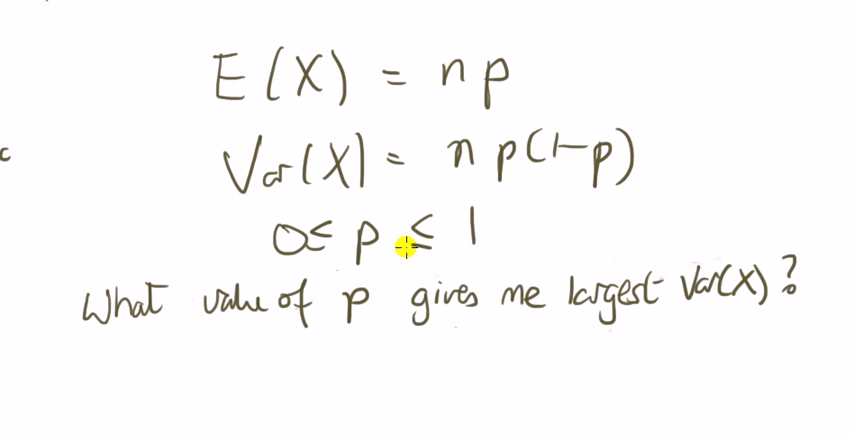 E(X) = np
Var(X) = np(1-p)
0 ≤ p ≤ 1
What value of p gives me largest Var(X)?